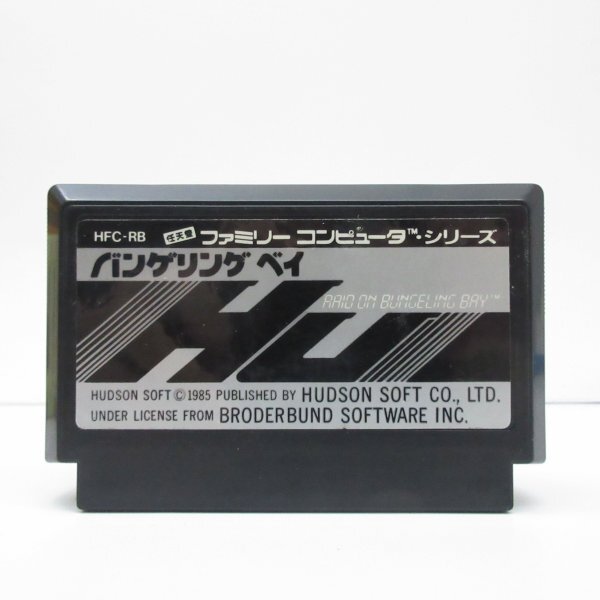 HFC-RB 任天堂 ファミリー コンピュータ™・シリーズ
バンゲリング ベイ
RAID ON BUNGELING BAY™
HUDSON SOFT © 1985 PUBLISHED BY HUDSON SOFT CO., LTD.
UNDER LICENSE FROM BRODERBUND SOFTWARE INC.